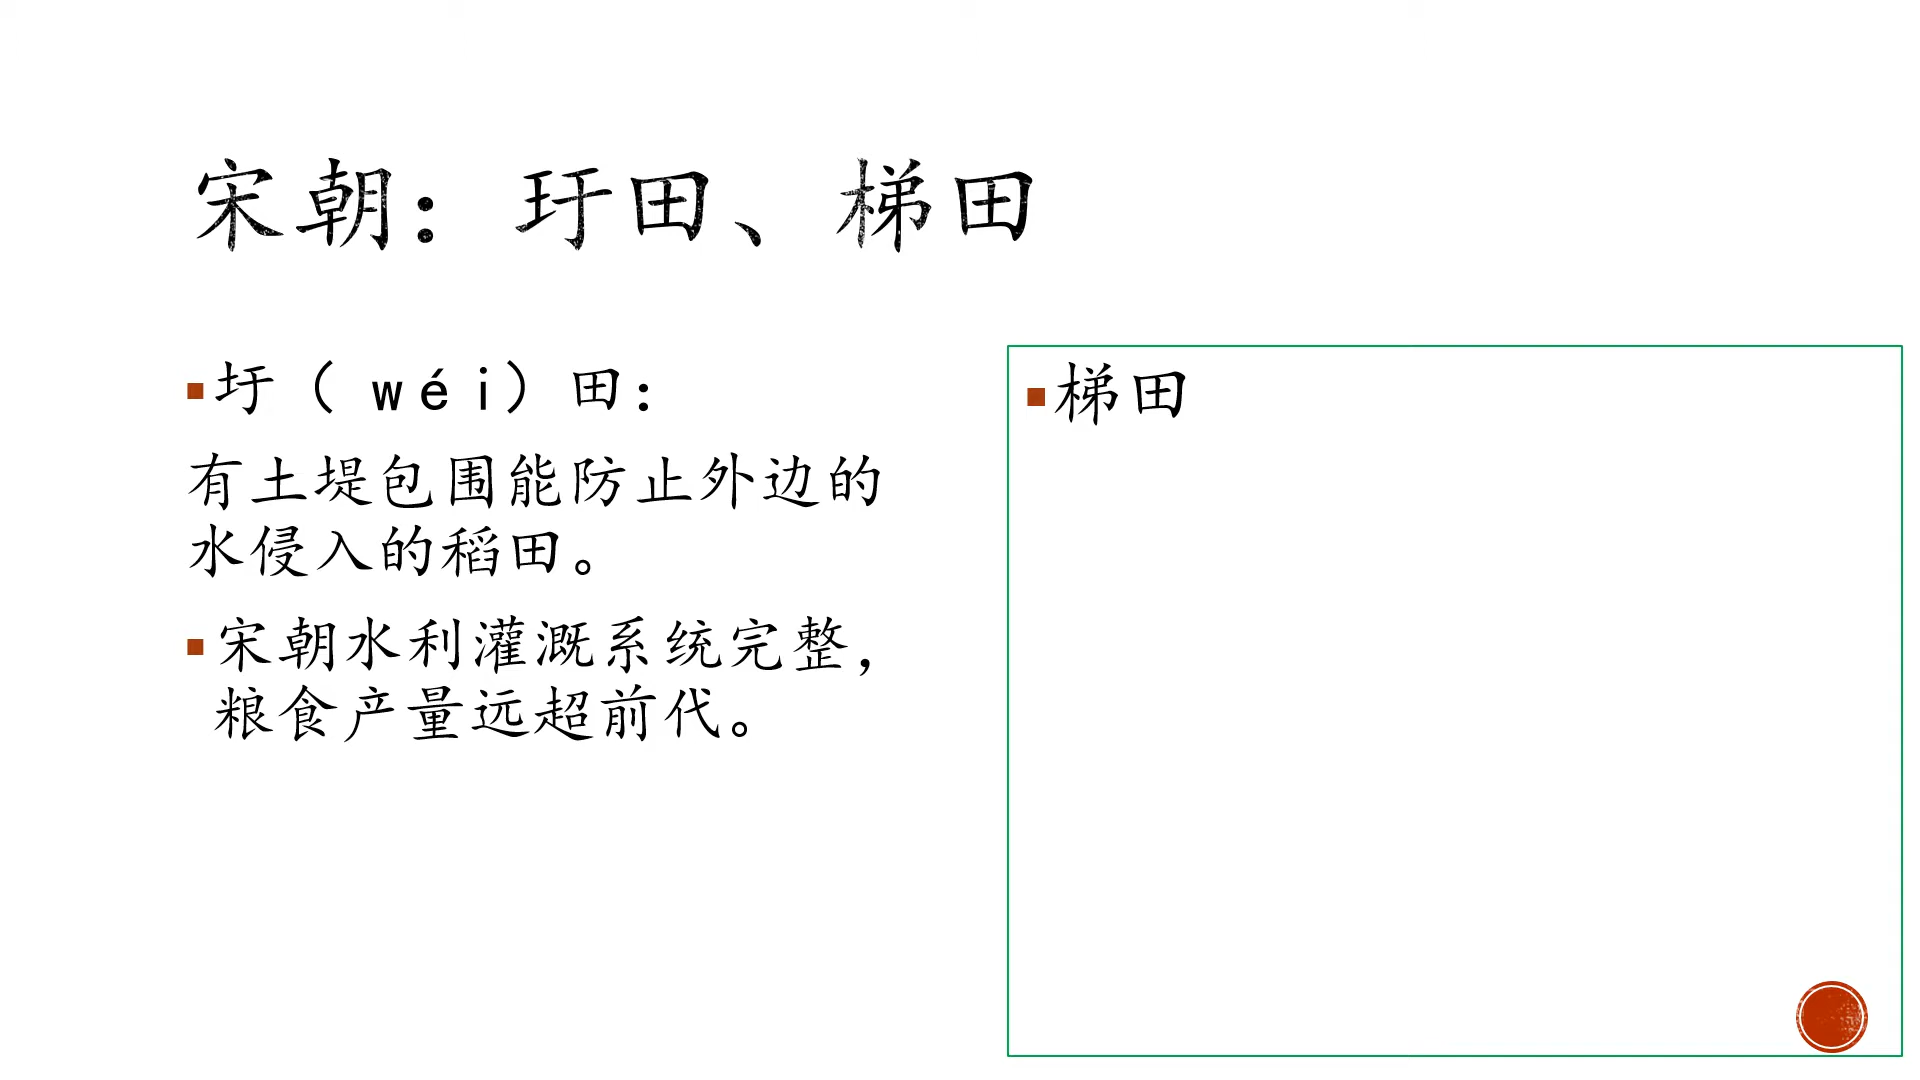 宋朝：玗田、梯田
圩（ wéi）田：
有土堤包围能防止外边的
水侵入的稻田。
宋朝水利灌溉系统完整，
粮食产量远超前代。
梯田